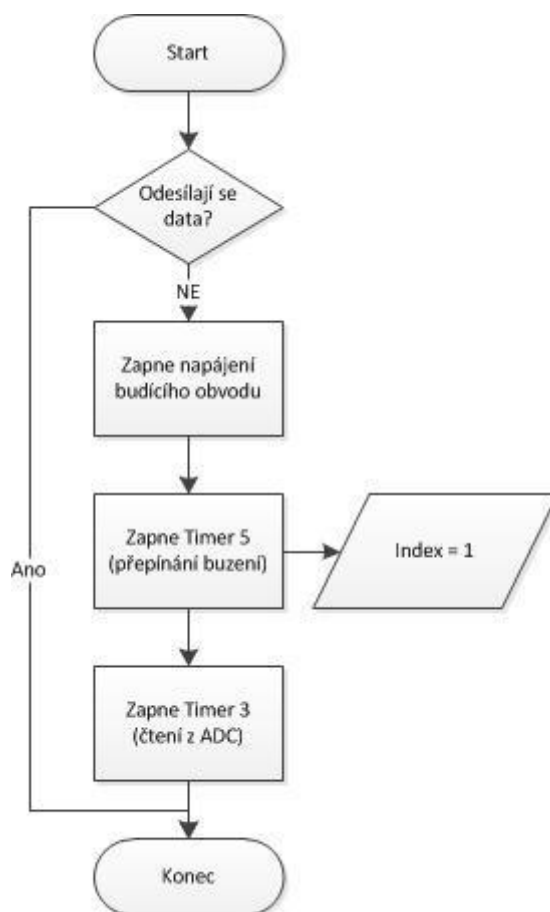 Start
Odesílají se
data?
NE
Zapne napájení
budícího obvodu
Zapne Timer 5
(přepínání buzení)
Index = 1
Ano
Zapne Timer 3
(čtení z ADC)
Konec